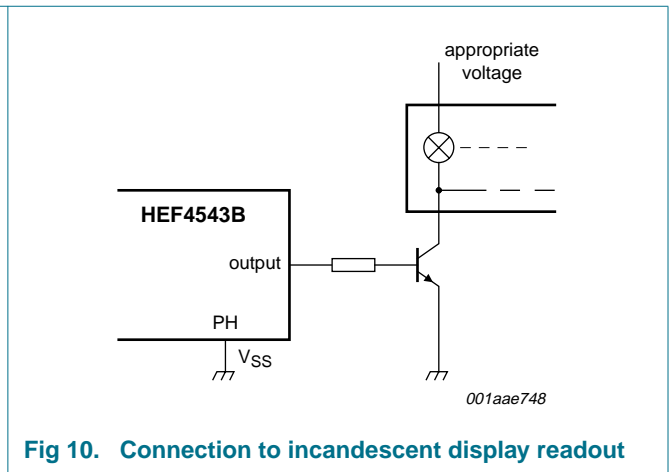 appropriate
voltage
HEF4543B
output
PH
VSS
001aae748
Fig 10. Connection to incandescent display readout